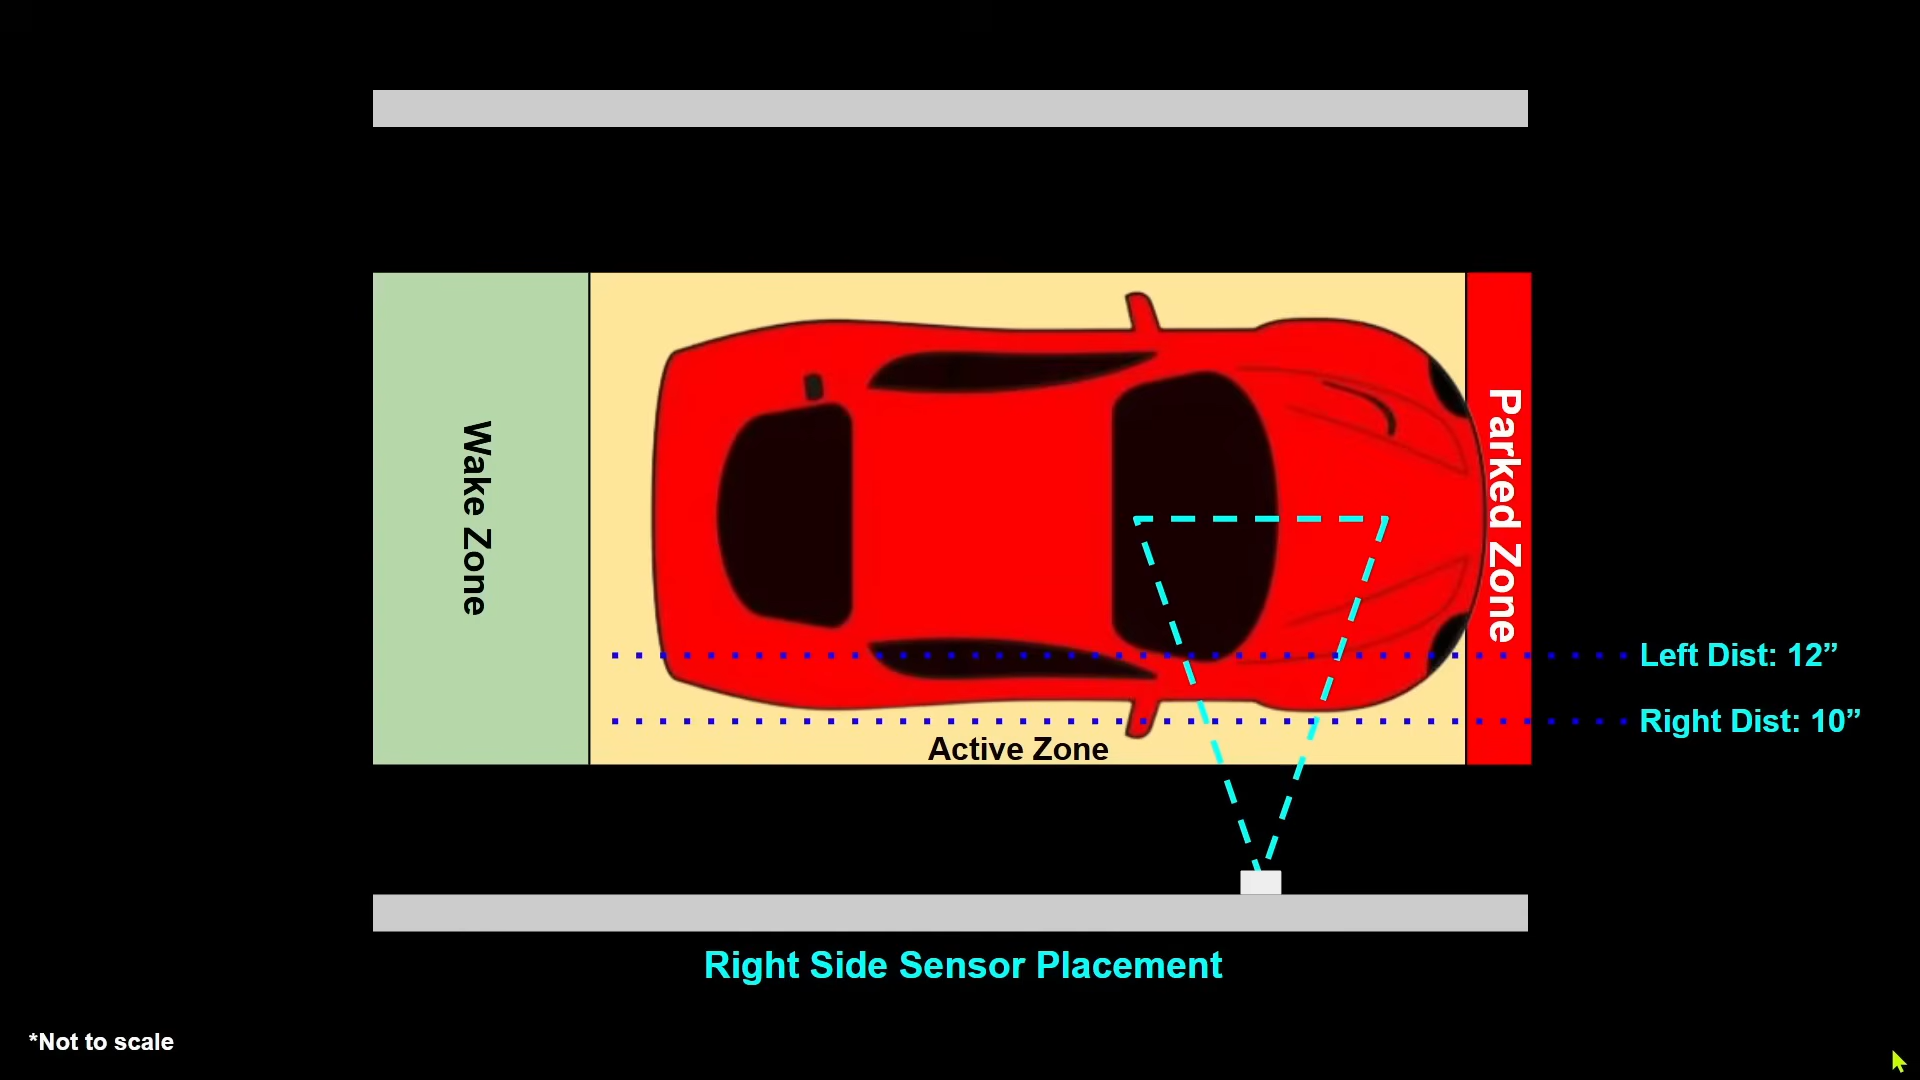 Wake Zone
Parked Zone
Left Dist: 12”
Right Dist: 10”
Active Zone
Right Side Sensor Placement
*Not to scale